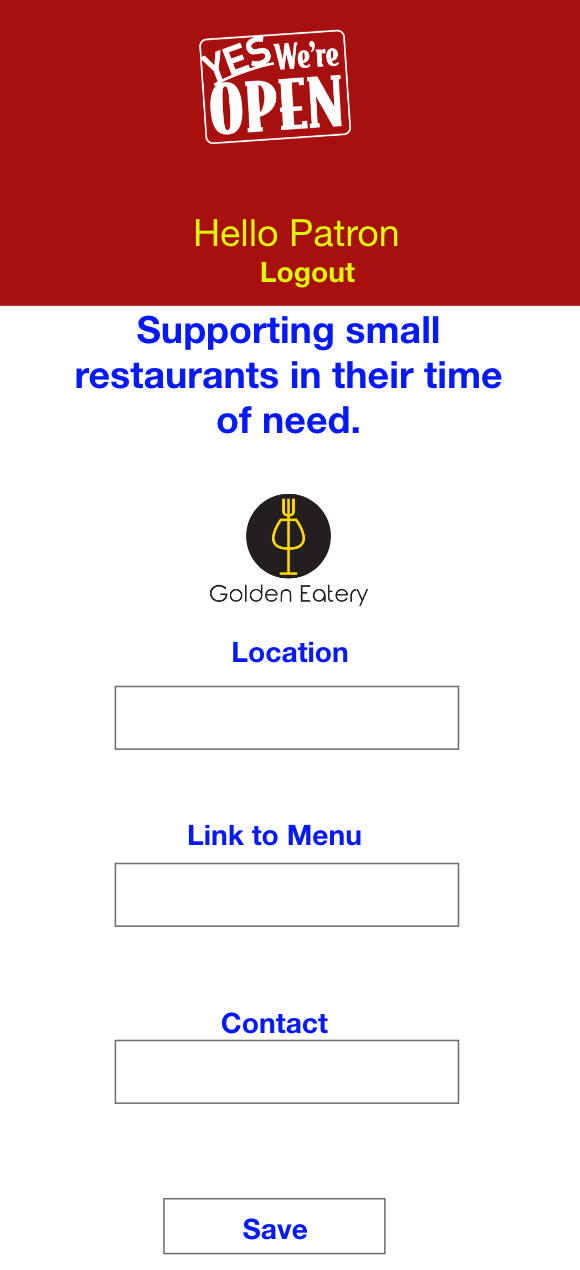 YES We're
OPEN
Hello Patron
Logout
Supporting small
restaurants in their time
of need.
Golden Eatery
Location
Link to Menu
Contact
Save